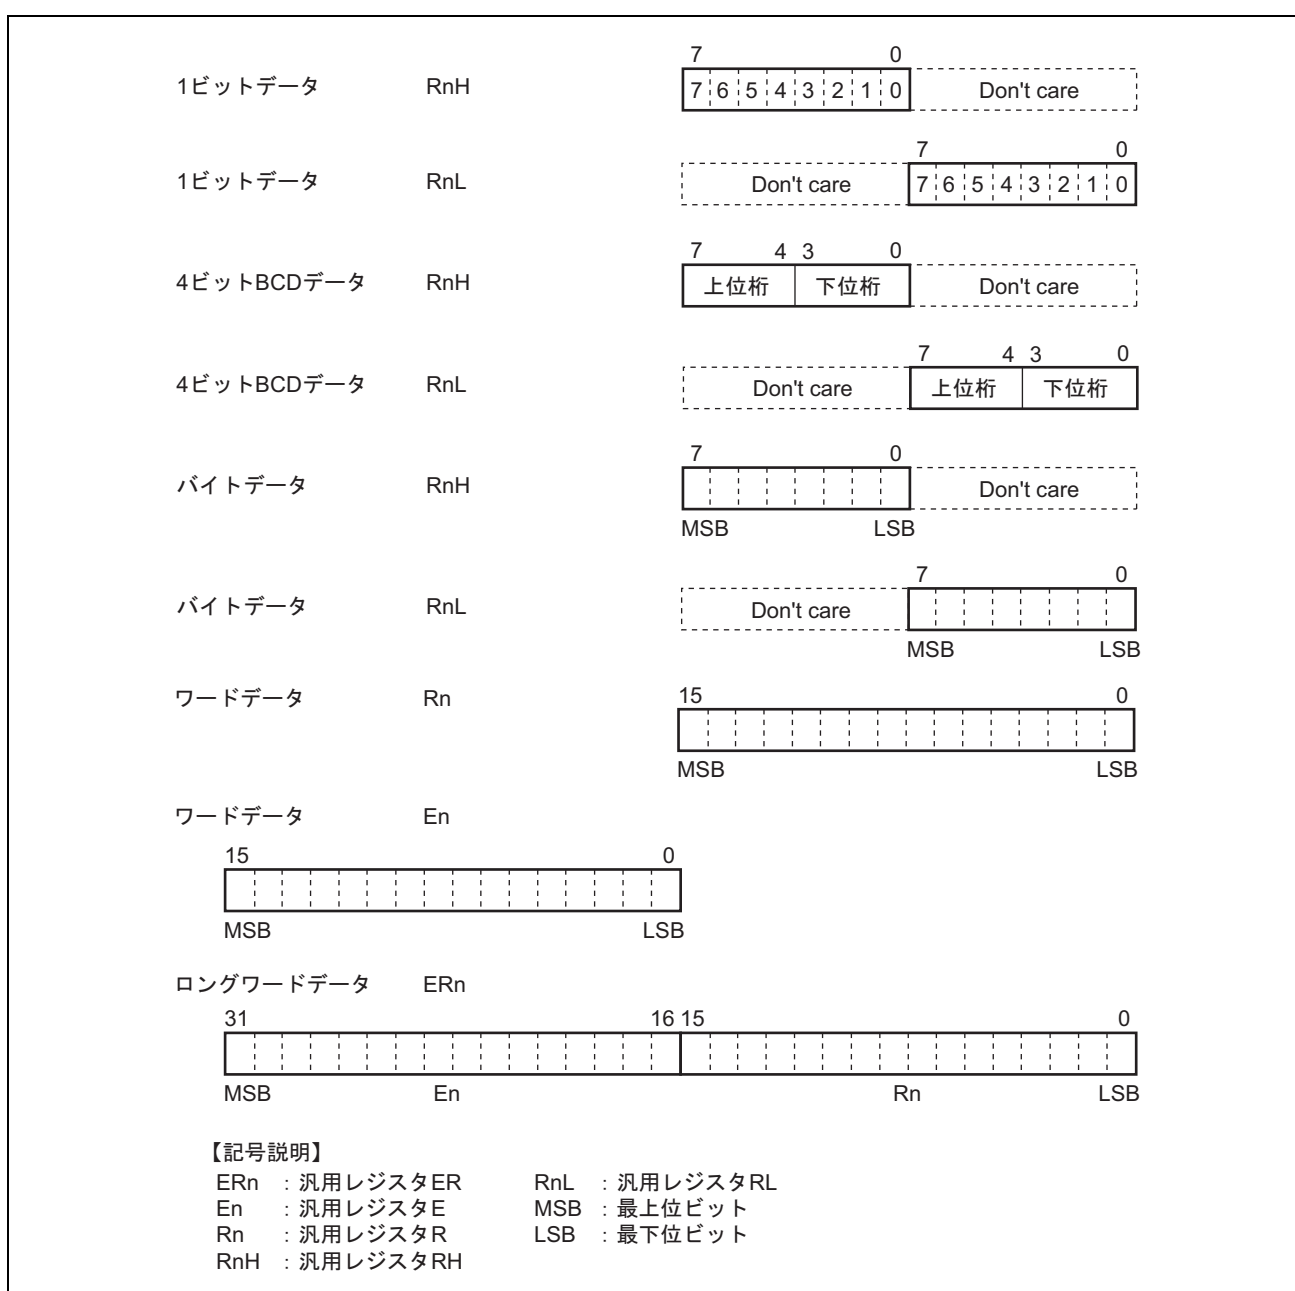 7 0
1ビットデータ RnH 7 6 5 4 3 2 1 0 Don't care
7 0
1ビットデータ RnL Don't care 7 6 5 4 3 2 1 0
7 4 3 0
4ビットBCDデータ RnH 上位桁 下位桁 Don't care
7 4 3 0
4ビットBCDデータ RnL Don't care 上位桁 下位桁
7 0
バイトデータ RnH Don't care
MSB LSB
7 0
バイトデータ RnL Don't care
MSB LSB
ワードデータ Rn 15 0
MSB LSB
ワードデータ En
15 0
MSB LSB
ロングワードデータ ERn
31 16 15 0
MSB En Rn LSB
【記号説明】
ERn : 汎用レジスタER RnL : 汎用レジスタRL
En : 汎用レジスタE MSB : 最上位ビット
Rn : 汎用レジスタR LSB : 最下位ビット
RnH : 汎用レジスタRH